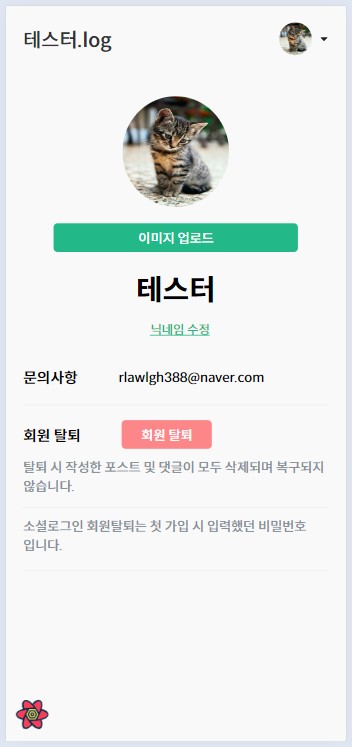 테스터.log
이미지 업로드
테스터
닉네임 수정
문의사항 rlawlgh388@naver.com
회원 탈퇴 회원 탈퇴
탈퇴 시 작성한 포스트 및 댓글이 모두 삭제되며 복구되지
않습니다.
소셜로그인 회원탈퇴는 첫 가입 시 입력했던 비밀번호
입니다.